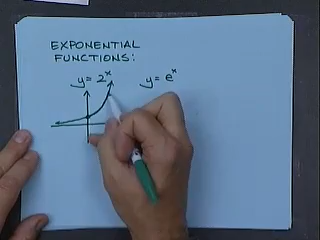 EXPONENTIAL
FUNCTIONS:
y = 2^x y = e^x